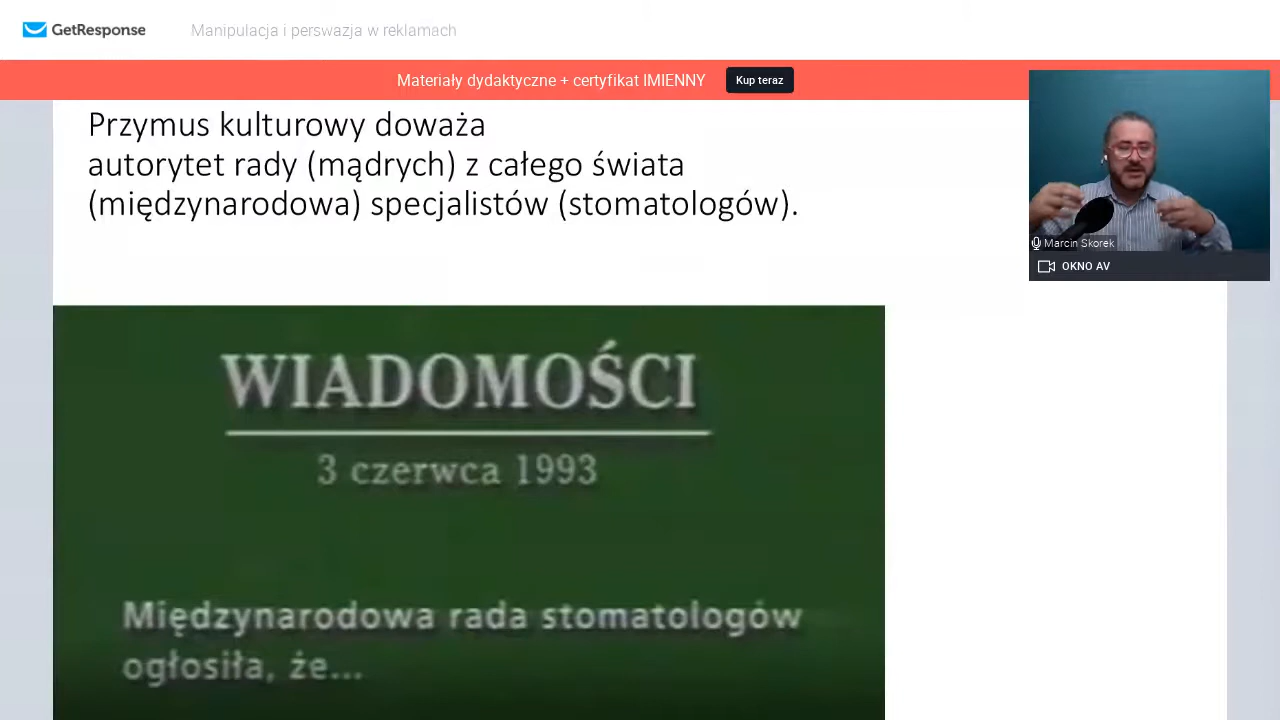 GetResponse
Manipulacja i perswazja w reklamach
Materiały dydaktyczne + certyfikat IMIENNY
Kup teraz
Przymus kulturowy doważa
autorytet rady (mądrych) z całego świata
(międzynarodowa) specjalistów (stomatologów).
Marcin Skorek
OKNO AV
WIADOMOŚCI
3 czerwca 1993
Międzynarodowa rada stomatologów
ogłosiła, że...